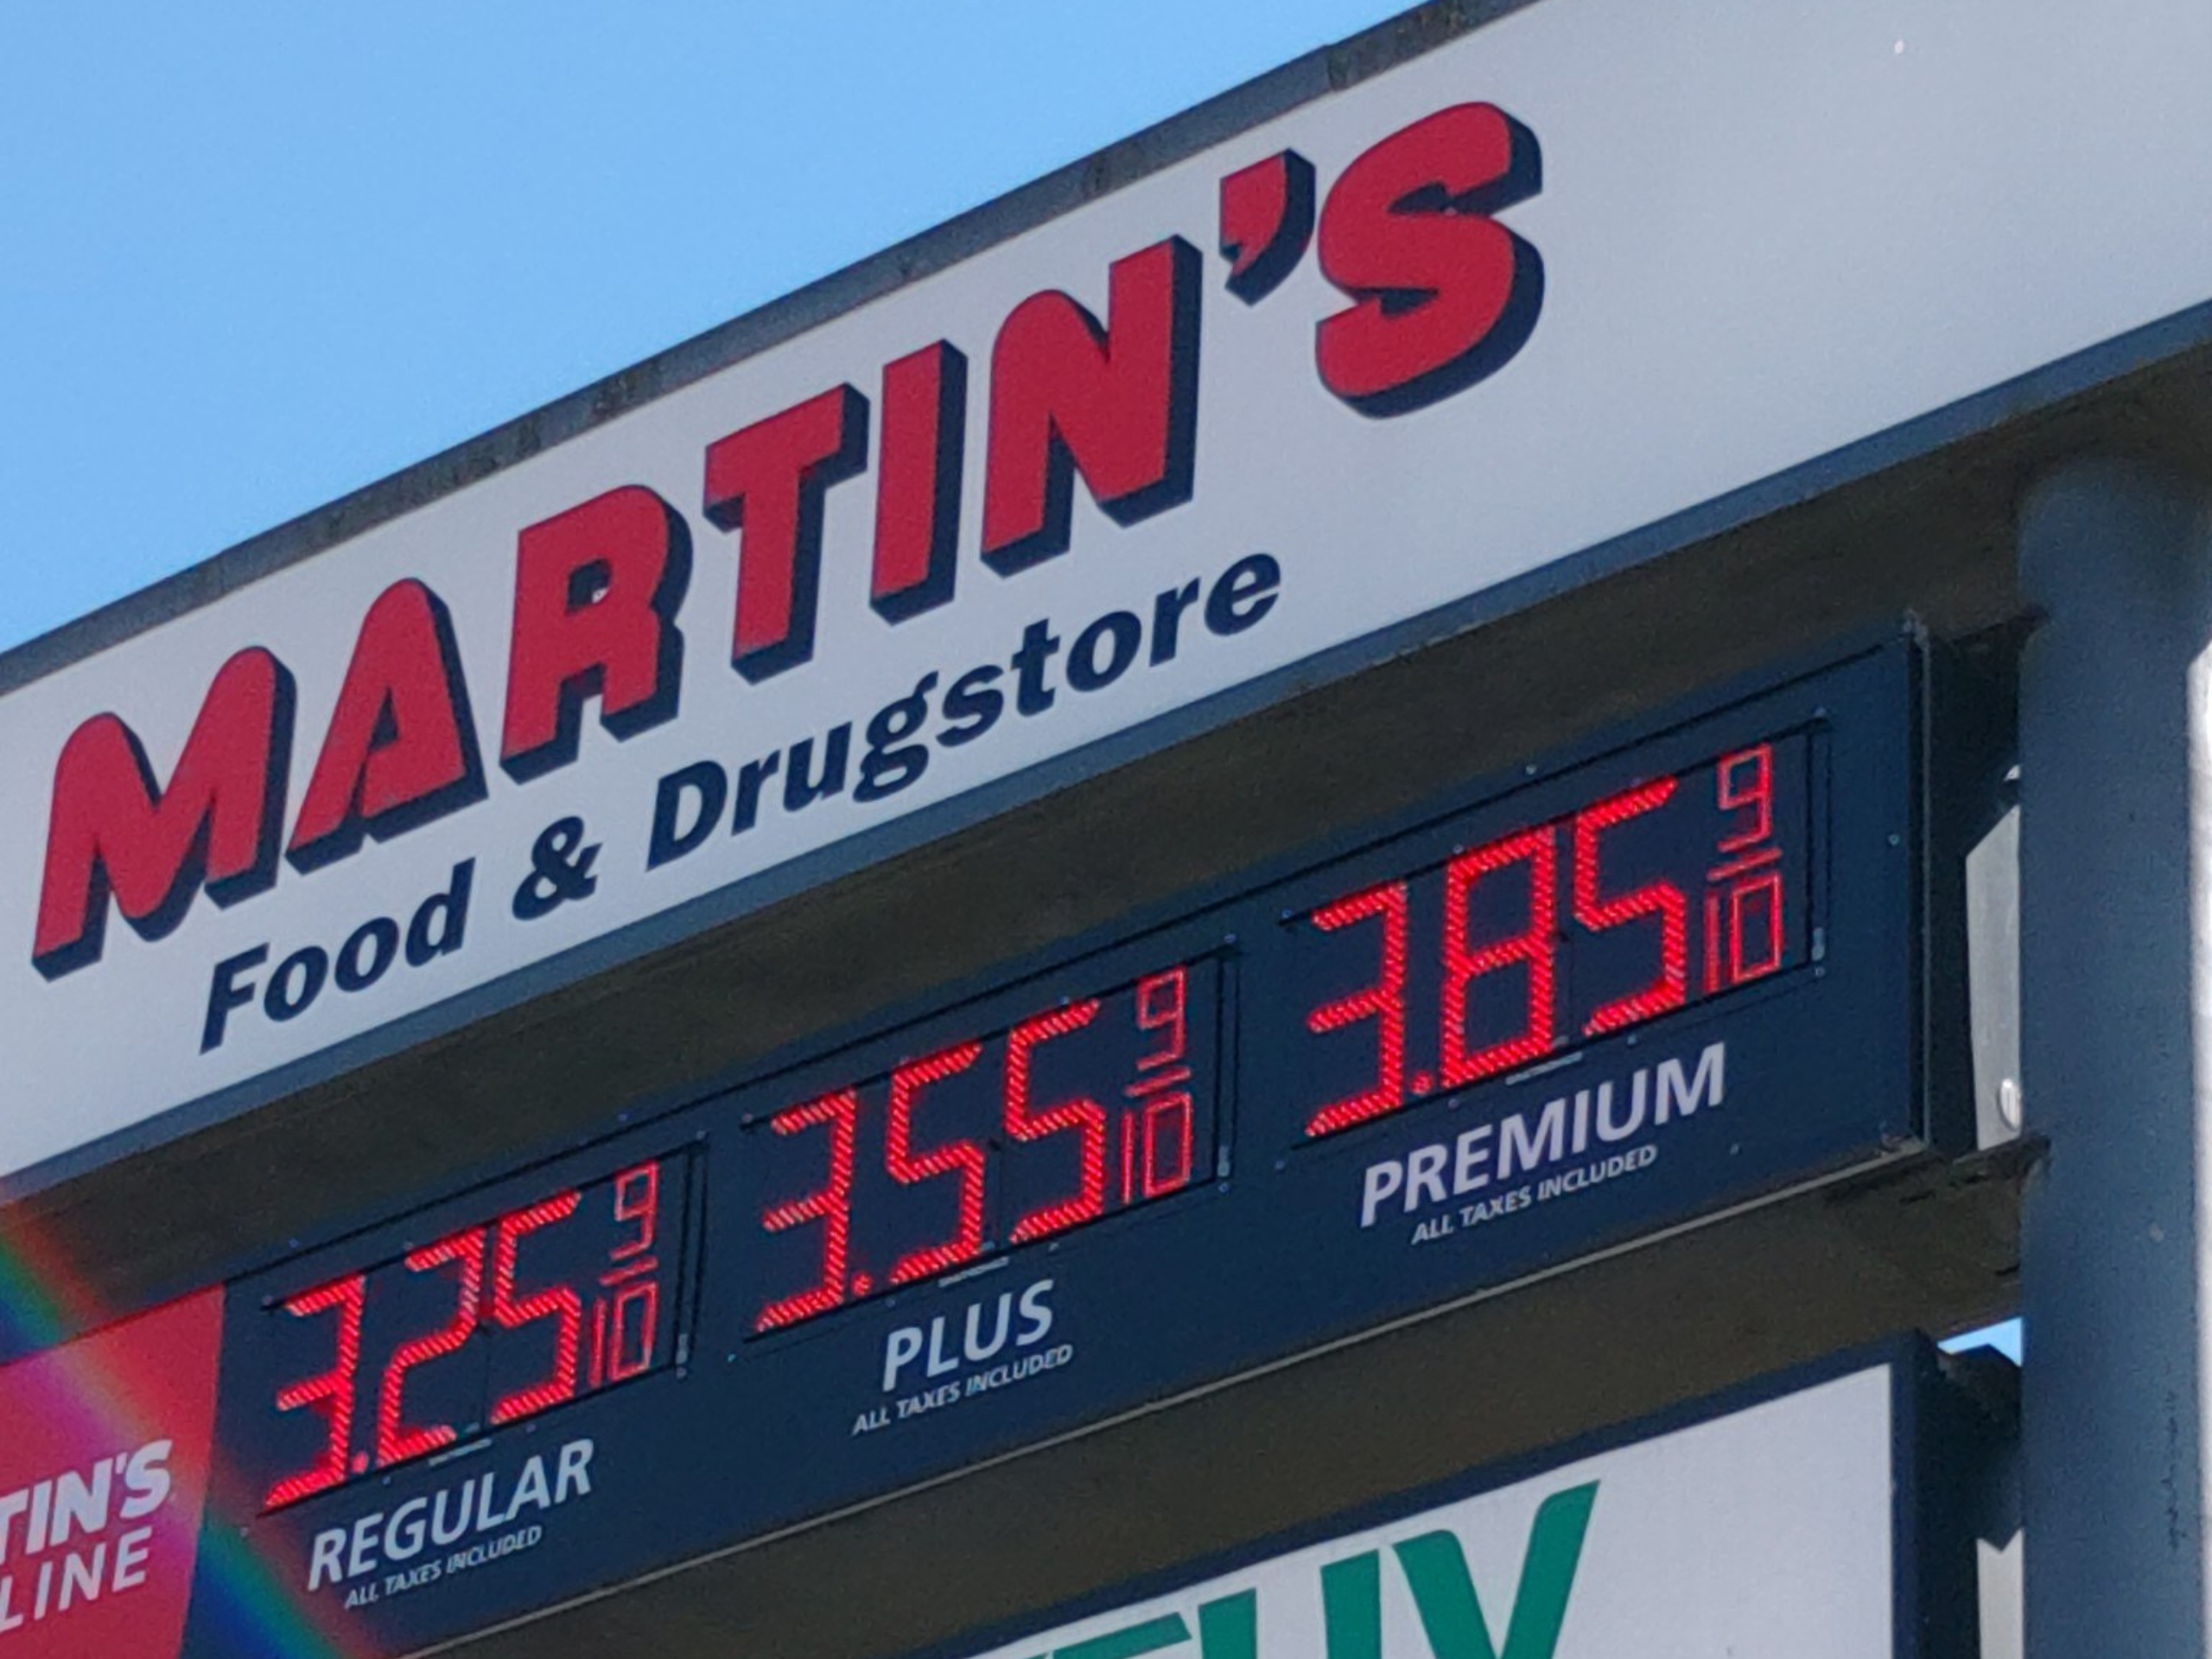 MARTIN'S
Food & Drugstore
3.25 9/10
REGULAR
ALL TAXES INCLUDED
3.55 9/10
PLUS
ALL TAXES INCLUDED
3.85 9/10
PREMIUM
ALL TAXES INCLUDED
TIN'S
LINE